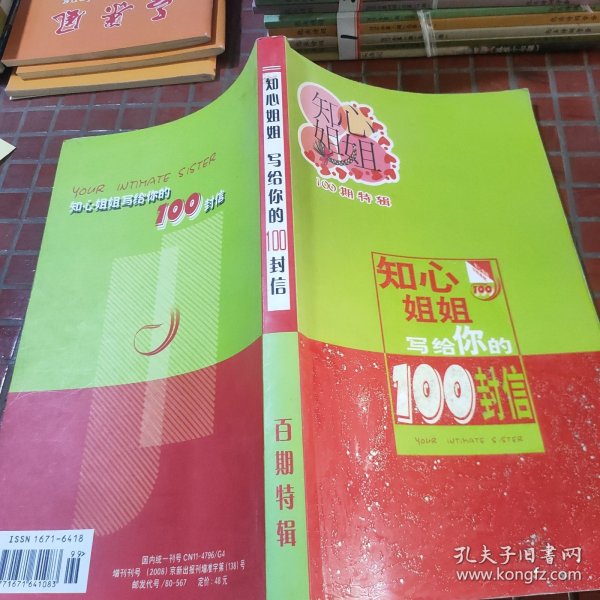 知心姐姐 写给你的100封信
百期特辑
知心
姐姐
100期特辑
知心
姐姐
100
写给你的
100封信
YOUR INTIMATE SISTER
YOUR INTIMATE SISTER
知心姐姐写给你的
100封信
ISSN 1671-6418
99>
771671641083
国内统一刊号 CN11-4796/G4
增刊刊号(2008)京新出报刊增准字第(138)号
邮发代号/80-567 定价:48元
孔夫子旧书网
www.kongfz.com